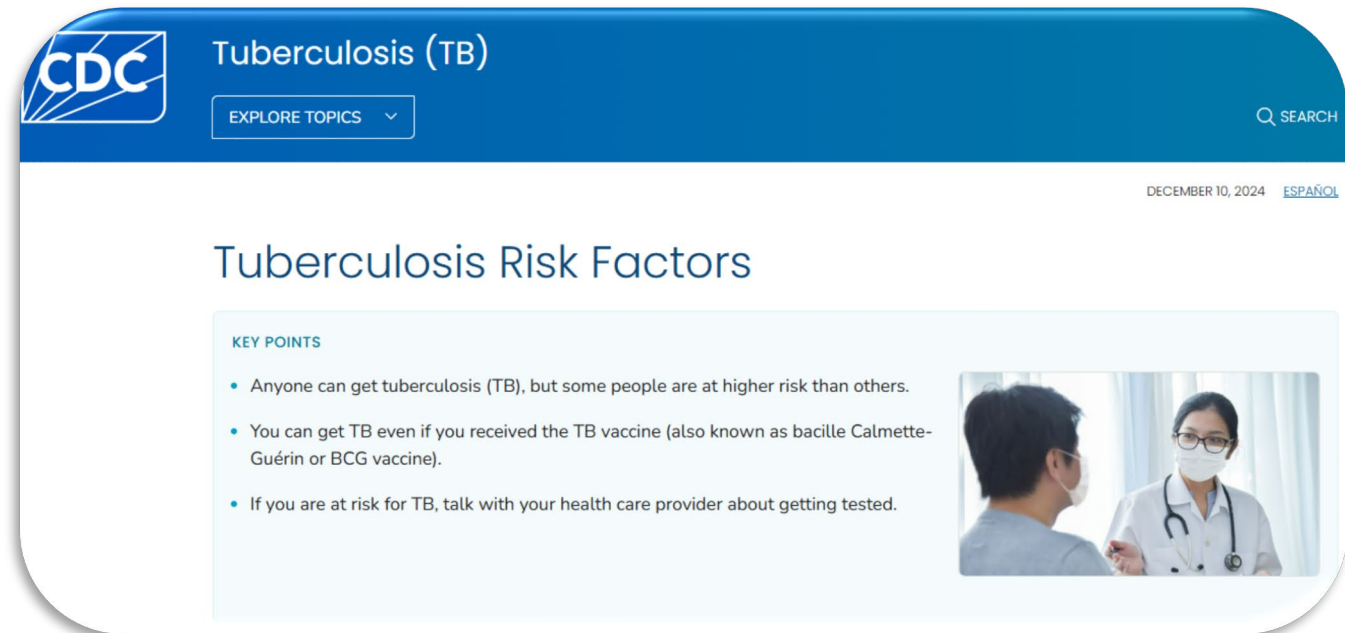 CDC
Tuberculosis (TB)
EXPLORE TOPICS
SEARCH
DECEMBER 10, 2024 ESPAÑOL
Tuberculosis Risk Factors
KEY POINTS
• Anyone can get tuberculosis (TB), but some people are at higher risk than others.
• You can get TB even if you received the TB vaccine (also known as bacille Calmette-
Guérin or BCG vaccine).
• If you are at risk for TB, talk with your health care provider about getting tested.